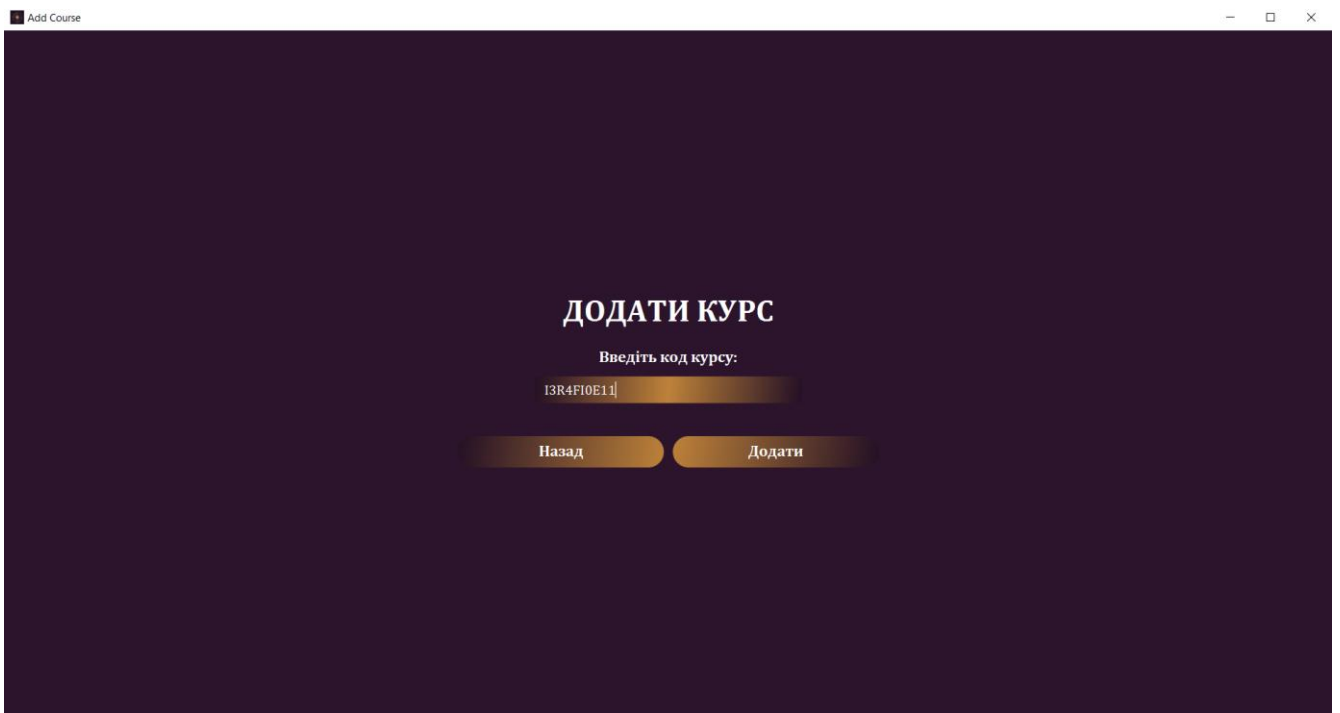 Add Course
ДОДАТИ КУРС
Введіть код курсу:
I3R4FI0E11
Назад Додати